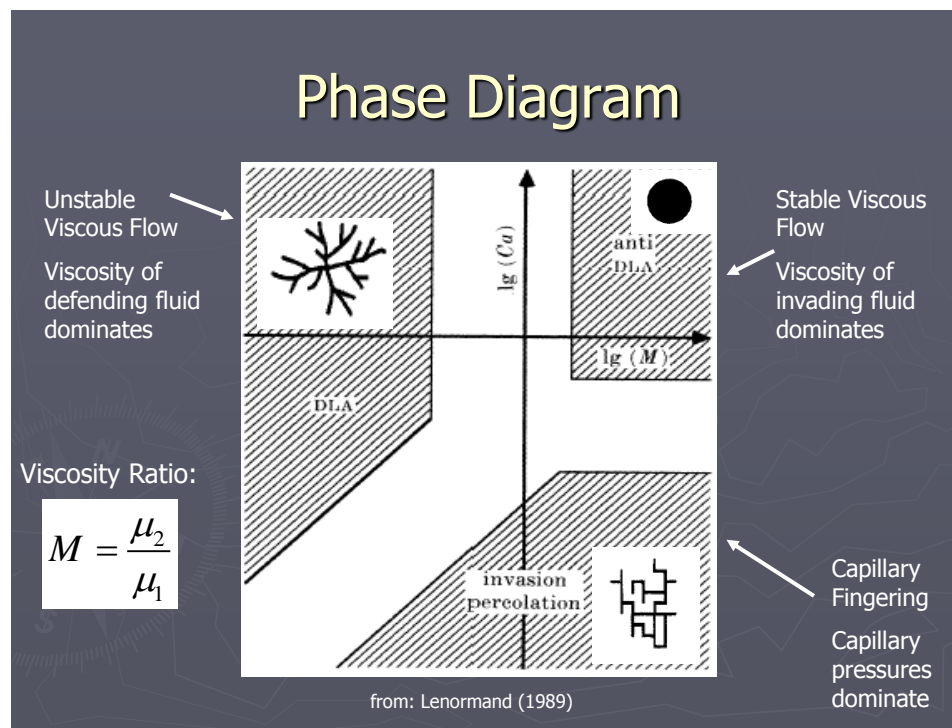 Phase Diagram
Unstable
Viscous Flow
Viscosity of
defending fluid
dominates
Viscosity Ratio:
M = μ2 / μ1
lg (Ca)
lg (M)
anti
DLA
DLA
invasion
percolation
Stable Viscous
Flow
Viscosity of
invading fluid
dominates
Capillary
Fingering
Capillary
pressures
dominate
from: Lenormand (1989)